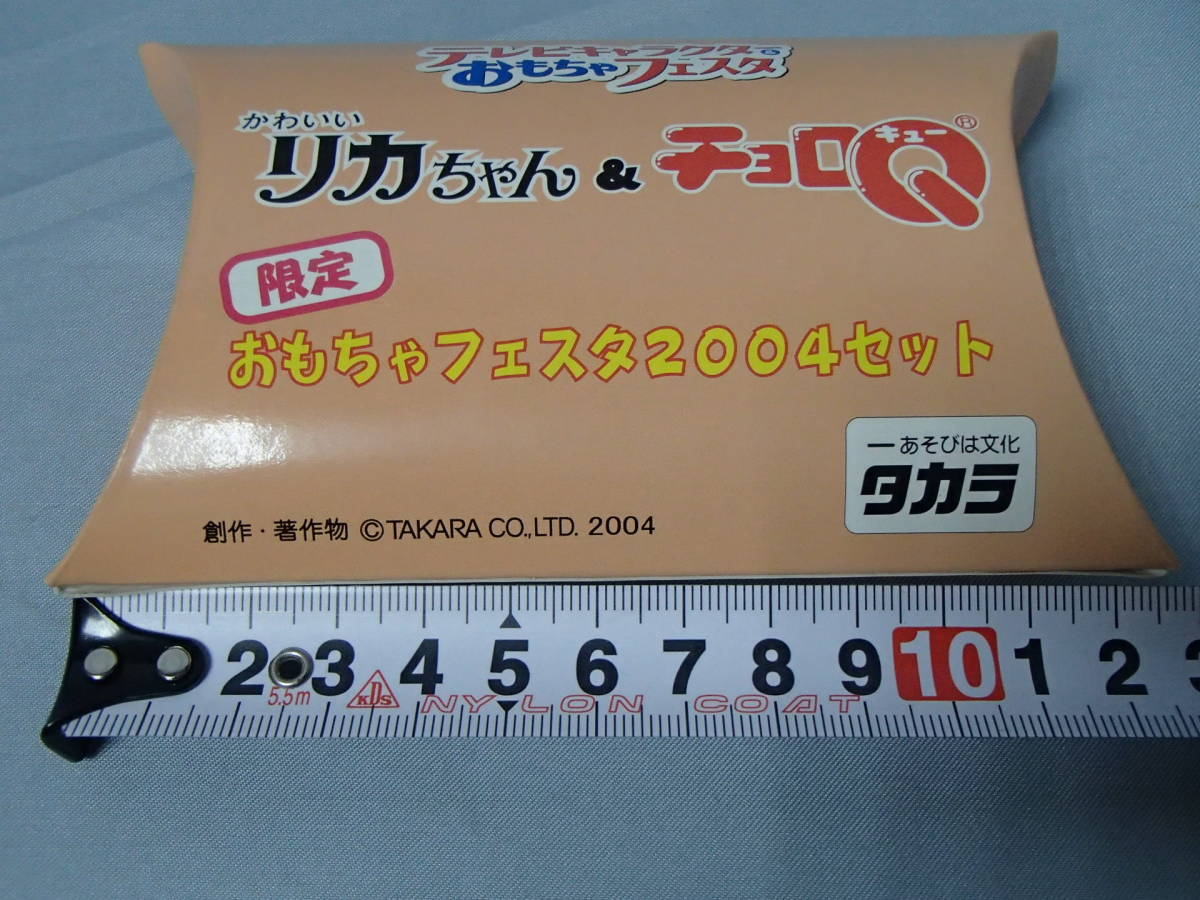 テレビキャラクター
おもちゃフェスタ
かわいい
リカちゃん & チョロQ キュー ®
限定
おもちゃフェスタ2004セット
―あそびは文化
タカラ
創作・著作物 ©TAKARA CO.,LTD. 2004
2 3 4 5 6 7 8 9 10 1 2
5.5m KDS NYLON COAT